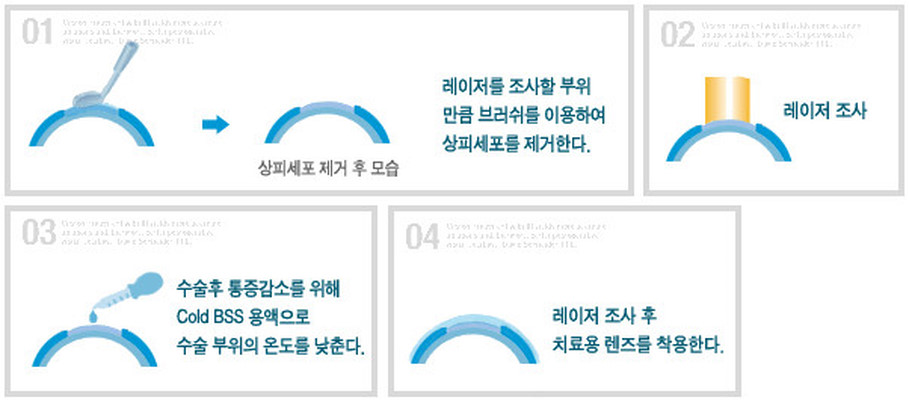 01
레이저를 조사할 부위
만큼 브러쉬를 이용하여
상피세포를 제거한다.
상피세포 제거 후 모습
02
레이저 조사
03
수술후 통증감소를 위해
Cold BSS 용액으로
수술 부위의 온도를 낮춘다.
04
레이저 조사 후
치료용 렌즈를 착용한다.